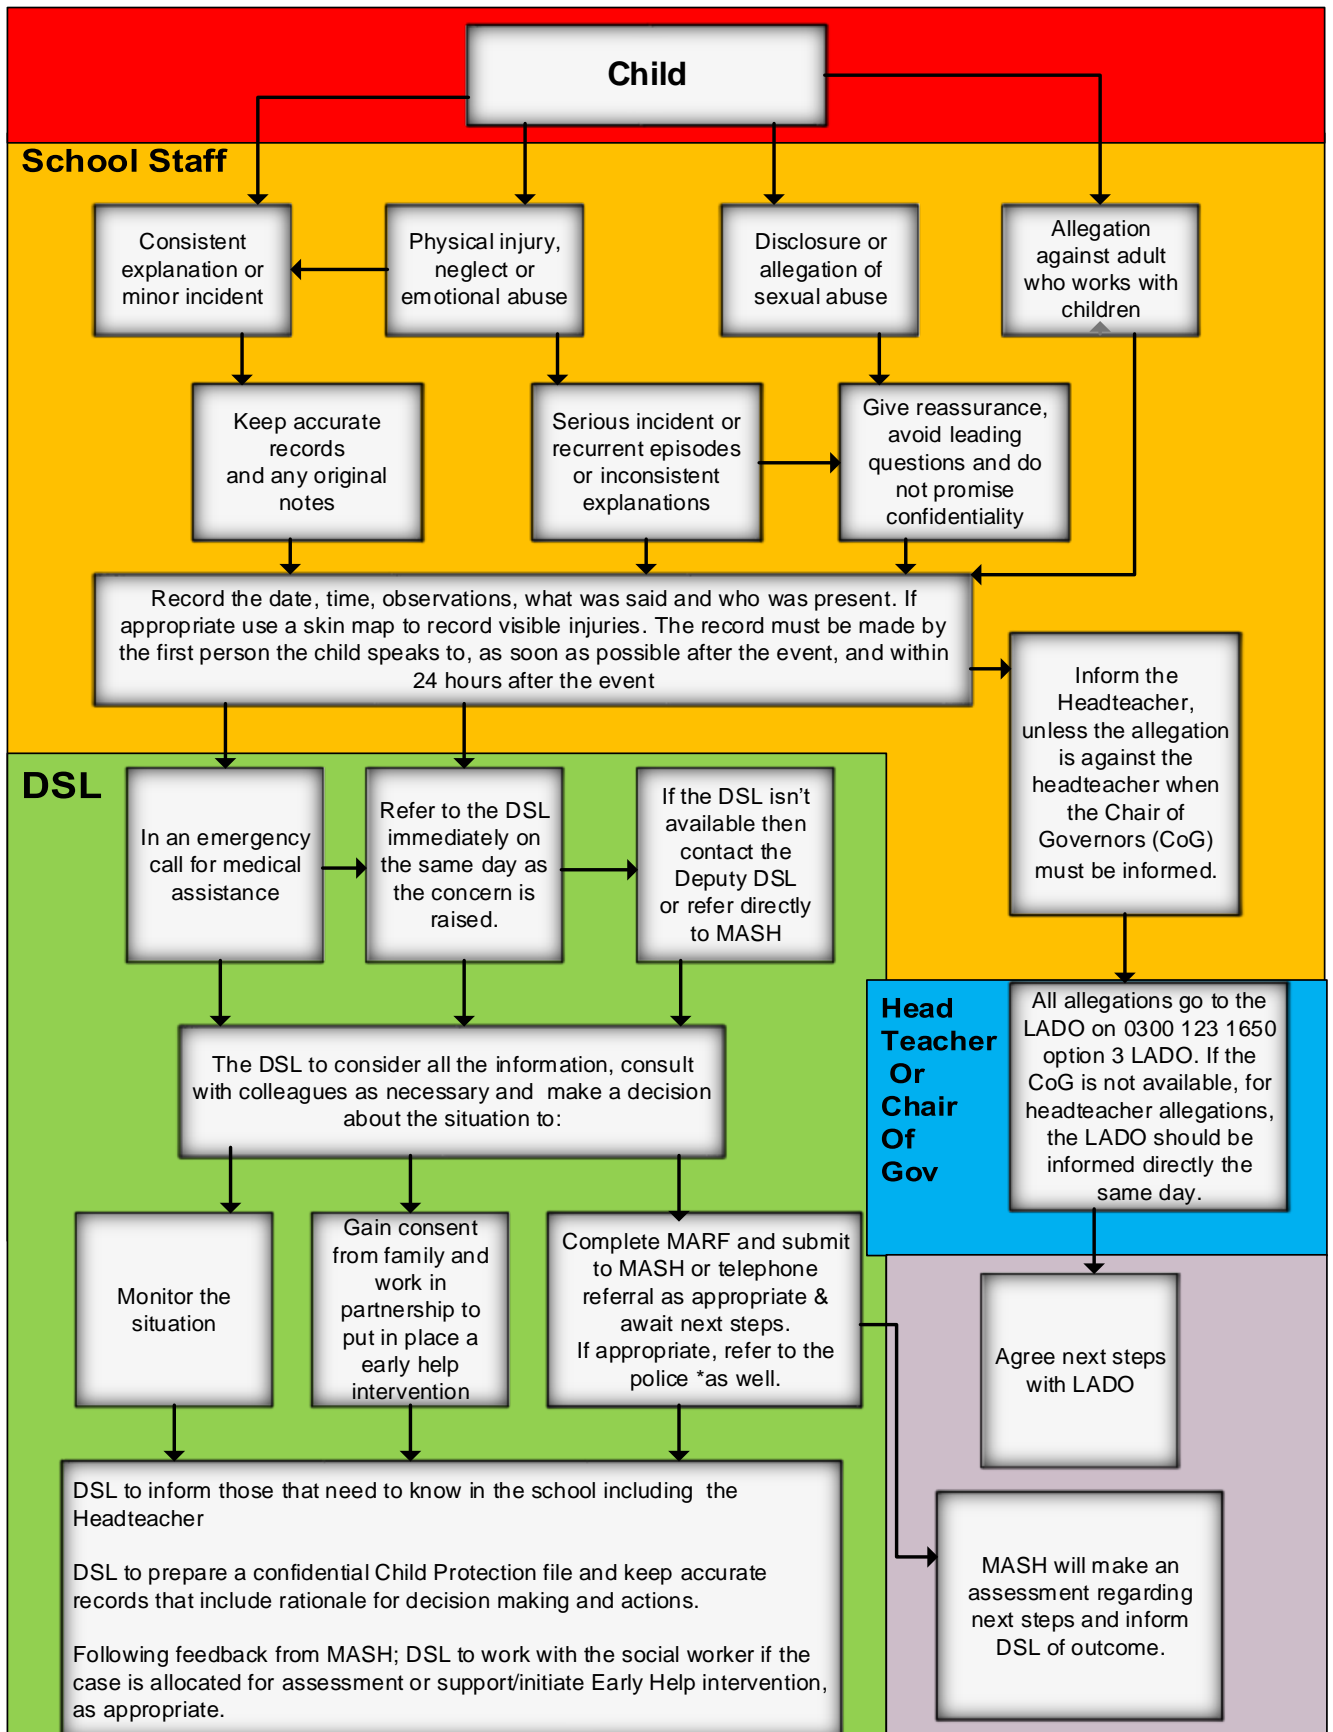 Child
School Staff
Consistent
explanation or
minor incident
Physical injury,
neglect or
emotional abuse
Disclosure or
allegation of
sexual abuse
Allegation
against adult
who works with
children
Keep accurate
records
and any original
notes
Serious incident or
recurrent episodes
or inconsistent
explanations
Give reassurance,
avoid leading
questions and do
not promise
confidentiality
Record the date, time, observations, what was said and who was present. If
appropriate use a skin map to record visible injuries. The record must be made by
the first person the child speaks to, as soon as possible after the event, and within
24 hours after the event
Inform the
Headteacher,
unless the allegation
is against the
headteacher when
the Chair of
Governors (CoG)
must be informed.
DSL
In an emergency
call for medical
assistance
Refer to the DSL
immediately on
the same day as
the concern is
raised.
If the DSL isn't
available then
contact the
Deputy DSL
or refer directly
to MASH
Head
Teacher
Or
Chair
Of
Gov
All allegations go to the
LADO on 0300 123 1650
option 3 LADO. If the
CoG is not available, for
headteacher allegations,
the LADO should be
informed directly the
same day.
The DSL to consider all the information, consult
with colleagues as necessary and  make a decision
about the situation to:
Monitor the
situation
Gain consent
from family and
work in
partnership to
put in place a
early help
intervention
Complete MARF and submit
to MASH or telephone
referral as appropriate &
await next steps.
If appropriate, refer to the
police *as well.
Agree next steps
with LADO
DSL to inform those that need to know in the school including  the
Headteacher
DSL to prepare a confidential Child Protection file and keep accurate
records that include rationale for decision making and actions.
Following feedback from MASH; DSL to work with the social worker if the
case is allocated for assessment or support/initiate Early Help intervention,
as appropriate.
MASH will make an
assessment regarding
next steps and inform
DSL of outcome.